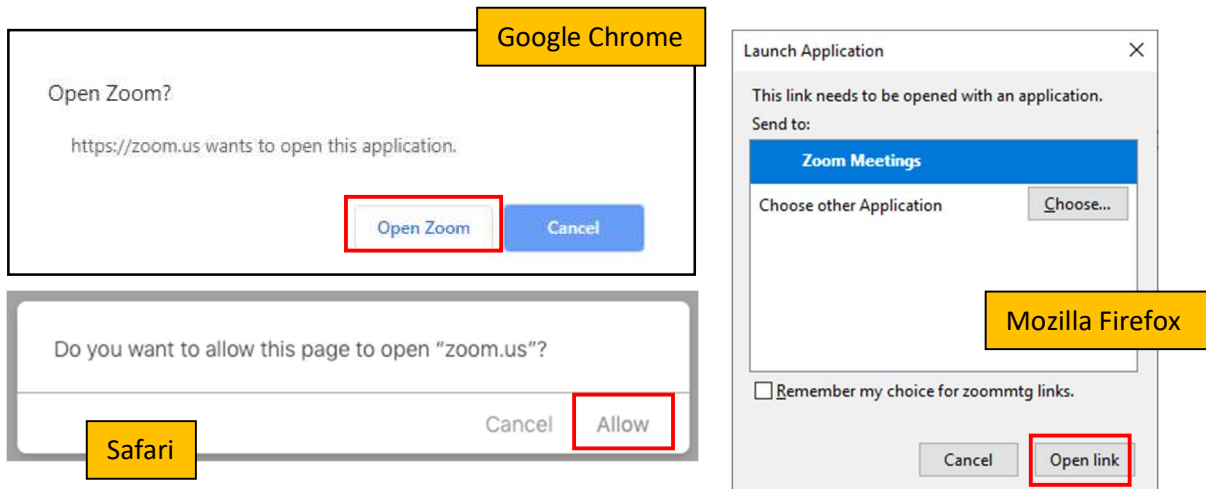 Google Chrome
Open Zoom?
https://zoom.us wants to open this application.
Open Zoom
Cancel
Do you want to allow this page to open “zoom.us”?
Cancel
Allow
Safari
Launch Application
This link needs to be opened with an application.
Send to:
Zoom Meetings
Choose other Application
Choose...
Mozilla Firefox
Remember my choice for zoommtg links.
Cancel
Open link